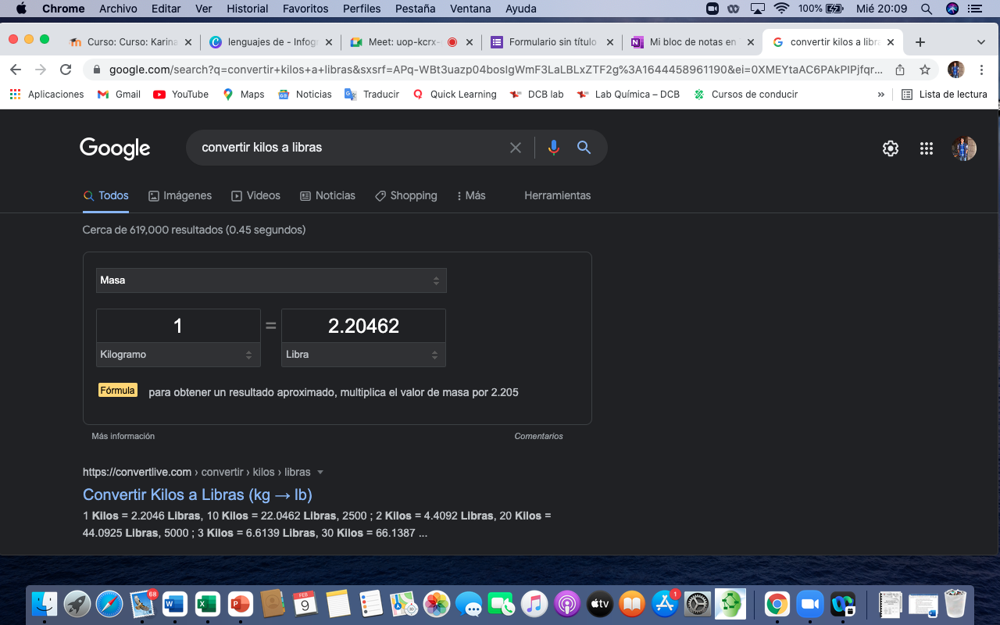 Chrome Archivo Editar Ver Historial Favoritos Perfiles Pestaña Ventana Ayuda 100% Mié 20:09
Curso: Curso: Karina lenguajes de - Infogr Meet: uop-kcrx- Formulario sin título Mi bloc de notas en convertir kilos a libra
google.com/search?q=convertir+kilos+a+libras&sxsrf=APq-WBt3uazp04boslgWmF3LaLBLxZTF2g%3A1644458961190&ei=0XMEYtaAC6PAkPIPjfqr...
Aplicaciones Gmail YouTube Maps Noticias Traducir Quick Learning DCB lab Lab Química – DCB Cursos de conducir » Lista de lectura
Google convertir kilos a libras
Todos Imágenes Videos Noticias Shopping Más Herramientas
Cerca de 619,000 resultados (0.45 segundos)
Masa
1 = 2.20462
Kilogramo Libra
Fórmula para obtener un resultado aproximado, multiplica el valor de masa por 2.205
Más información Comentarios
https://convertlive.com › convertir › kilos › libras
Convertir Kilos a Libras (kg → lb)
1 Kilos = 2.2046 Libras, 10 Kilos = 22.0462 Libras, 2500 ; 2 Kilos = 4.4092 Libras, 20 Kilos =
44.0925 Libras, 5000 ; 3 Kilos = 6.6139 Libras, 30 Kilos = 66.1387 ...
68 W X P FEB 9 tv 1